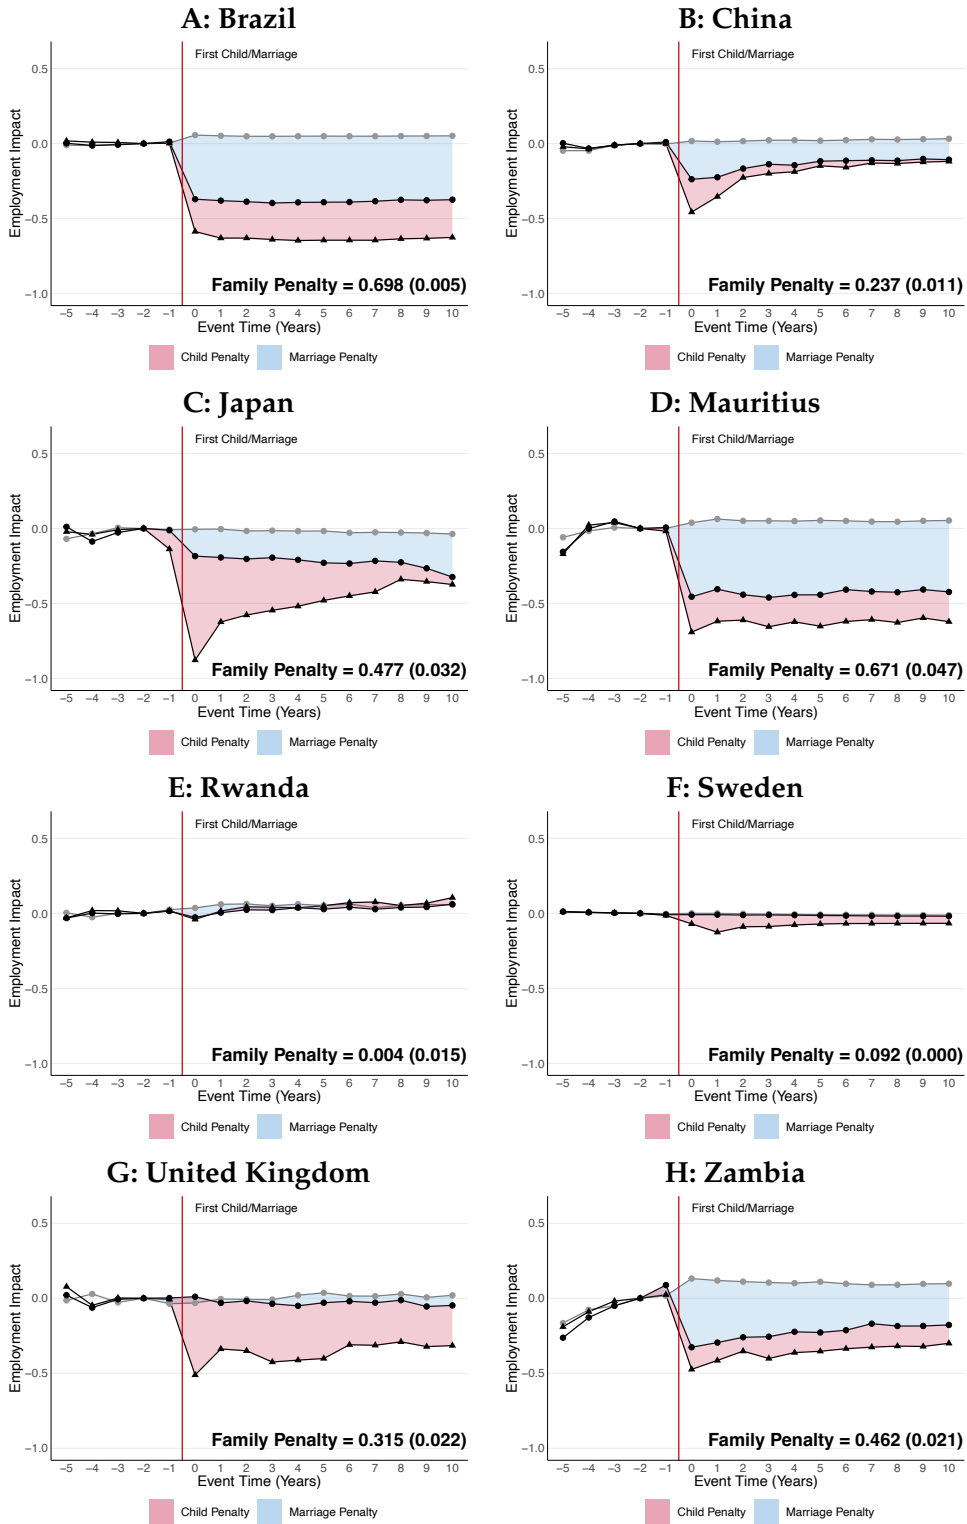 A: Brazil
First Child/Marriage
Employment Impact
0.5
0.0
−0.5
−1.0
Family Penalty = 0.698 (0.005)
−5 −4 −3 −2 −1 0 1 2 3 4 5 6 7 8 9 10
Event Time (Years)
Child Penalty Marriage Penalty
B: China
First Child/Marriage
Employment Impact
0.5
0.0
−0.5
−1.0
Family Penalty = 0.237 (0.011)
−5 −4 −3 −2 −1 0 1 2 3 4 5 6 7 8 9 10
Event Time (Years)
Child Penalty Marriage Penalty
C: Japan
First Child/Marriage
Employment Impact
0.5
0.0
−0.5
−1.0
Family Penalty = 0.477 (0.032)
−5 −4 −3 −2 −1 0 1 2 3 4 5 6 7 8 9 10
Event Time (Years)
Child Penalty Marriage Penalty
D: Mauritius
First Child/Marriage
Employment Impact
0.5
0.0
−0.5
−1.0
Family Penalty = 0.671 (0.047)
−5 −4 −3 −2 −1 0 1 2 3 4 5 6 7 8 9 10
Event Time (Years)
Child Penalty Marriage Penalty
E: Rwanda
First Child/Marriage
Employment Impact
0.5
0.0
−0.5
−1.0
Family Penalty = 0.004 (0.015)
−5 −4 −3 −2 −1 0 1 2 3 4 5 6 7 8 9 10
Event Time (Years)
Child Penalty Marriage Penalty
F: Sweden
First Child/Marriage
Employment Impact
0.5
0.0
−0.5
−1.0
Family Penalty = 0.092 (0.000)
−5 −4 −3 −2 −1 0 1 2 3 4 5 6 7 8 9 10
Event Time (Years)
Child Penalty Marriage Penalty
G: United Kingdom
First Child/Marriage
Employment Impact
0.5
0.0
−0.5
−1.0
Family Penalty = 0.315 (0.022)
−5 −4 −3 −2 −1 0 1 2 3 4 5 6 7 8 9 10
Event Time (Years)
Child Penalty Marriage Penalty
H: Zambia
First Child/Marriage
Employment Impact
0.5
0.0
−0.5
−1.0
Family Penalty = 0.462 (0.021)
−5 −4 −3 −2 −1 0 1 2 3 4 5 6 7 8 9 10
Event Time (Years)
Child Penalty Marriage Penalty